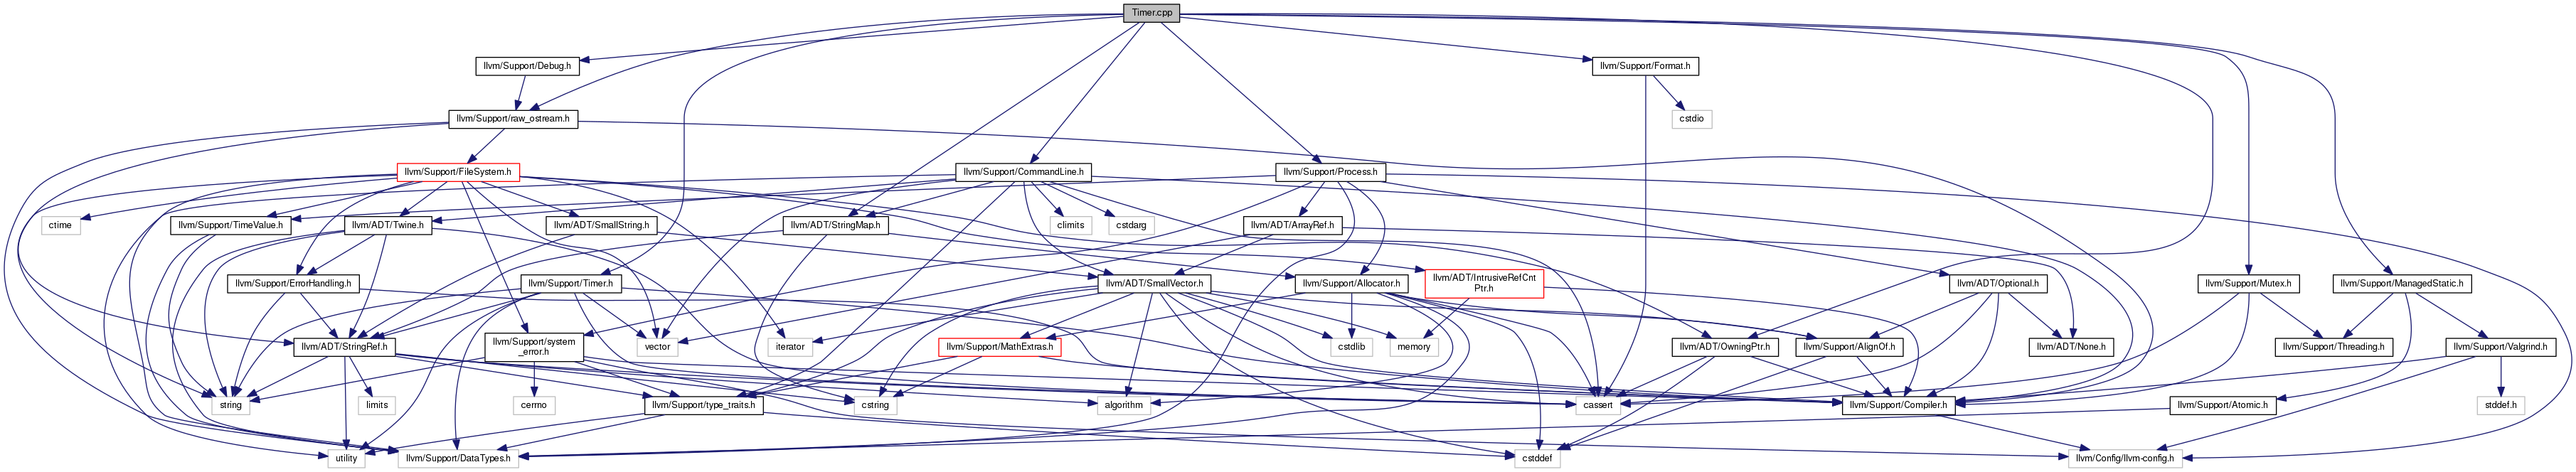 Timer.cpp
llvm/Support/Debug.h
llvm/Support/Format.h
llvm/Support/raw_ostream.h
cstdio
llvm/Support/FileSystem.h
llvm/Support/CommandLine.h
llvm/Support/Process.h
ctime
llvm/Support/TimeValue.h
llvm/ADT/Twine.h
llvm/ADT/SmallString.h
llvm/ADT/StringMap.h
climits
cstdarg
llvm/ADT/ArrayRef.h
llvm/Support/ErrorHandling.h
llvm/Support/Timer.h
llvm/ADT/SmallVector.h
llvm/Support/Allocator.h
llvm/ADT/IntrusiveRefCnt
Ptr.h
llvm/ADT/Optional.h
llvm/Support/Mutex.h
llvm/Support/ManagedStatic.h
llvm/ADT/StringRef.h
llvm/Support/system
_error.h
vector
iterator
llvm/Support/MathExtras.h
cstdlib
memory
llvm/ADT/OwningPtr.h
llvm/Support/AlignOf.h
llvm/ADT/None.h
llvm/Support/Threading.h
llvm/Support/Valgrind.h
string
limits
cerrno
llvm/Support/type_traits.h
cstring
algorithm
cassert
llvm/Support/Compiler.h
llvm/Support/Atomic.h
stddef.h
utility
llvm/Support/DataTypes.h
cstddef
llvm/Config/llvm-config.h